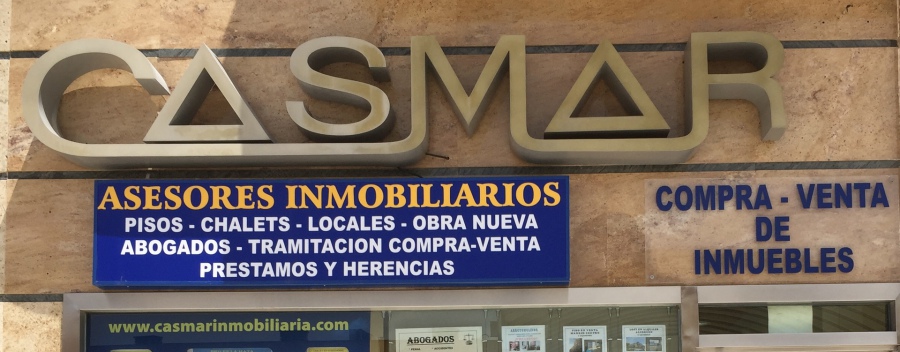 CASMAR
ASESORES INMOBILIARIOS
PISOS - CHALETS - LOCALES - OBRA NUEVA
ABOGADOS - TRAMITACION COMPRA-VENTA
PRESTAMOS Y HERENCIAS
COMPRA - VENTA
DE
INMUEBLES
www.casmarinmobiliaria.com
ABOGADOS